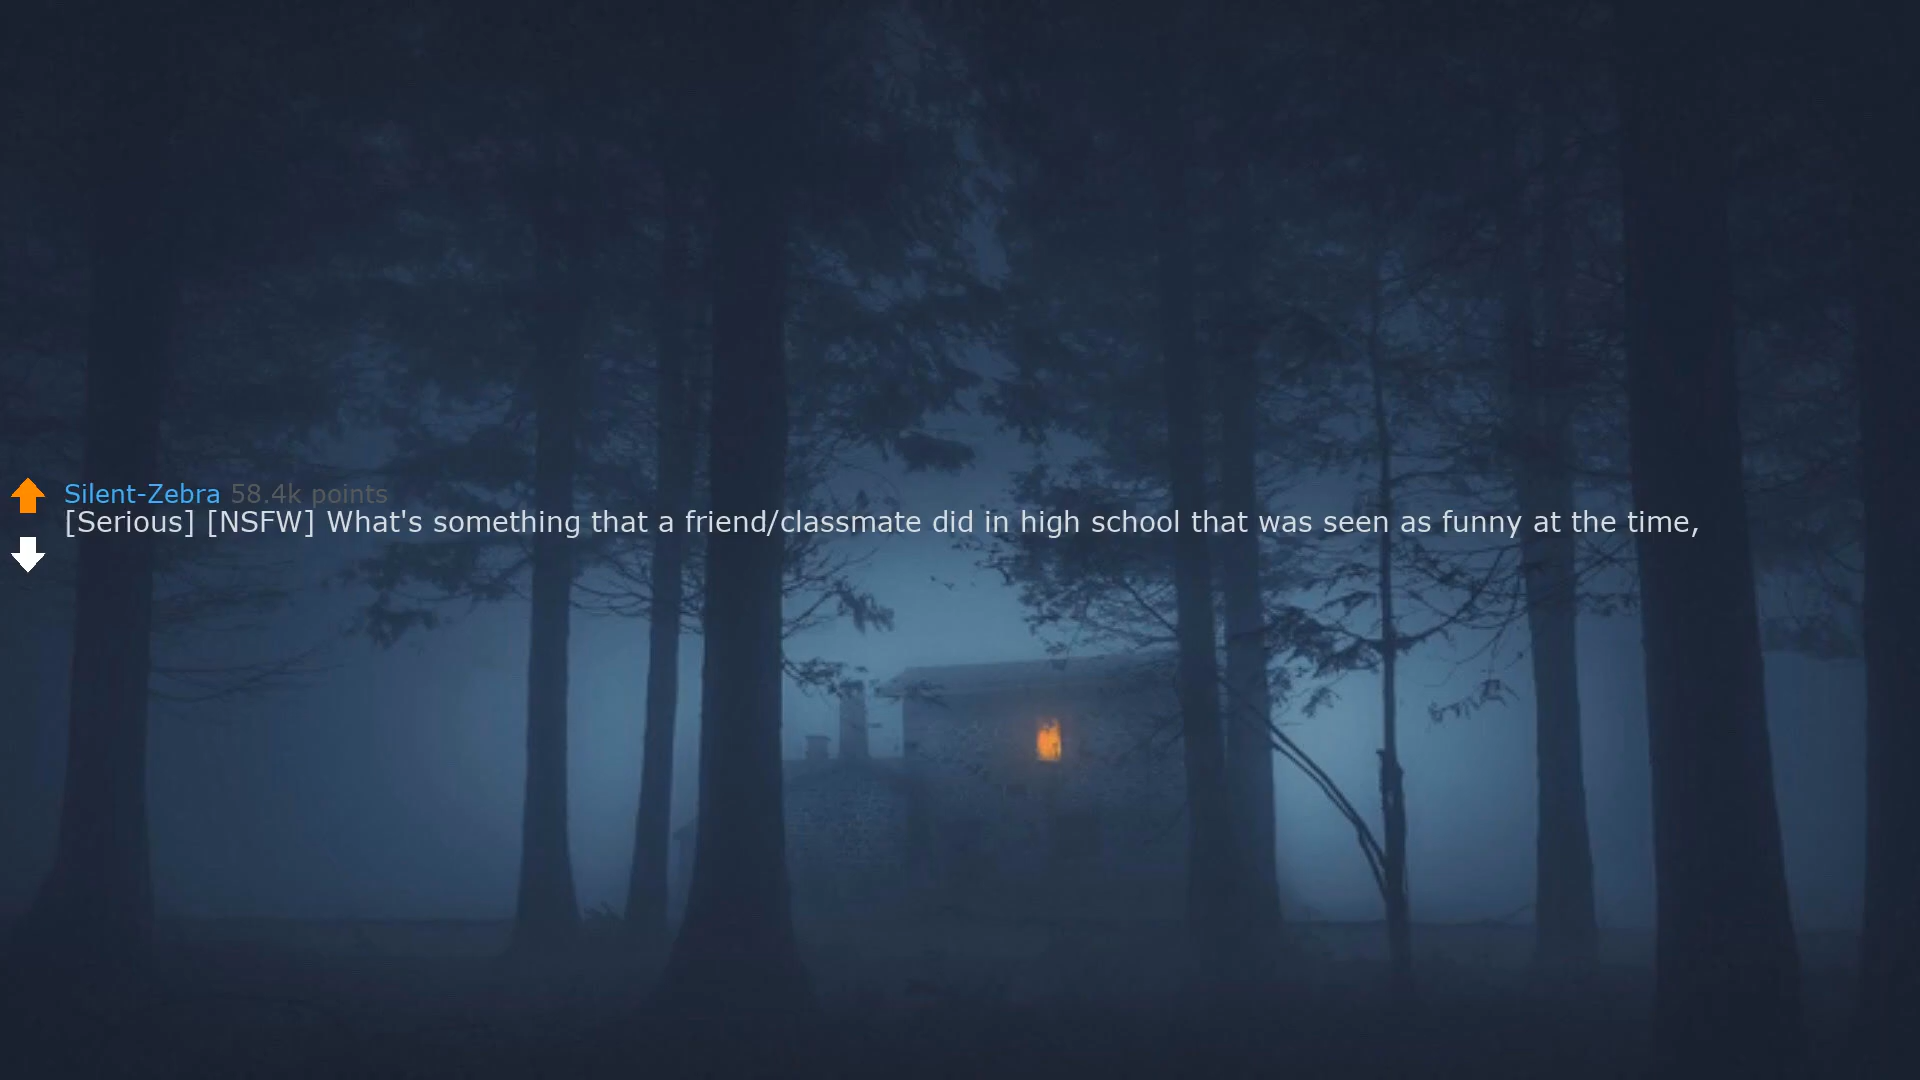 Silent-Zebra 58.4k points
[Serious] [NSFW] What's something that a friend/classmate did in high school that was seen as funny at the time,